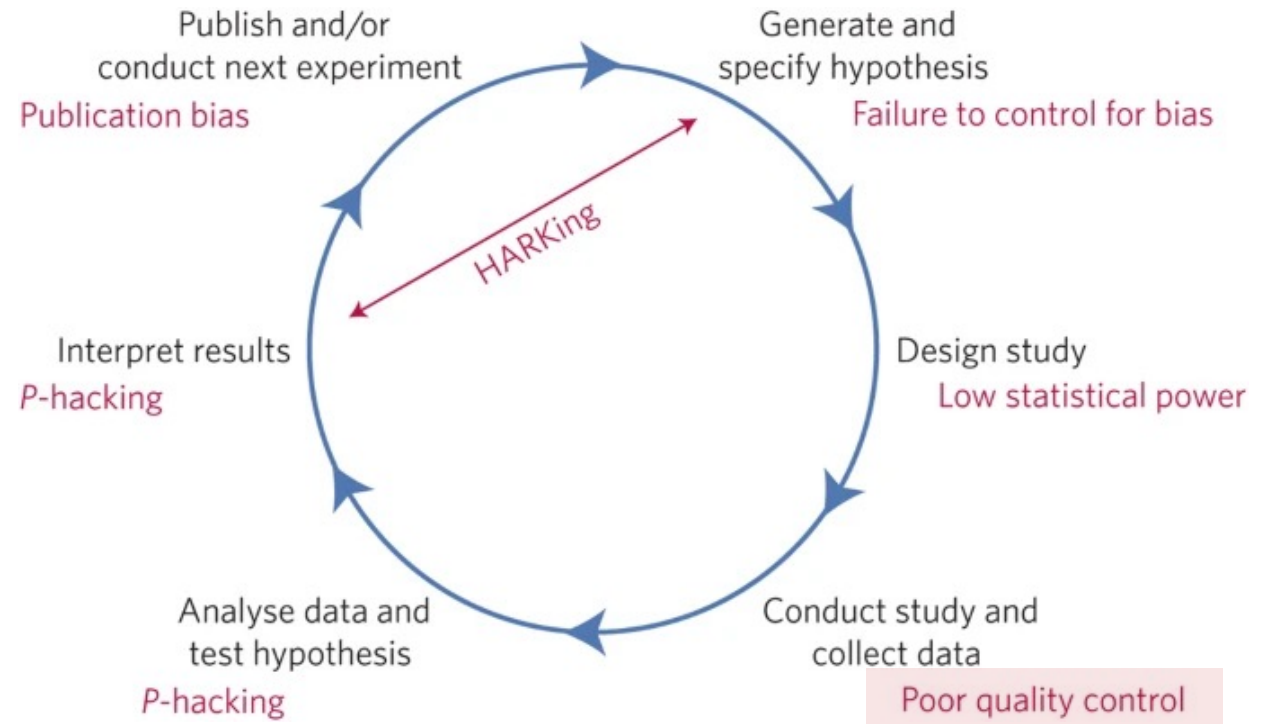 Publish and/or
conduct next experiment
Publication bias
Generate and
specify hypothesis
Failure to control for bias
HARKing
Interpret results
P-hacking
Design study
Low statistical power
Analyse data and
test hypothesis
P-hacking
Conduct study and
collect data
Poor quality control